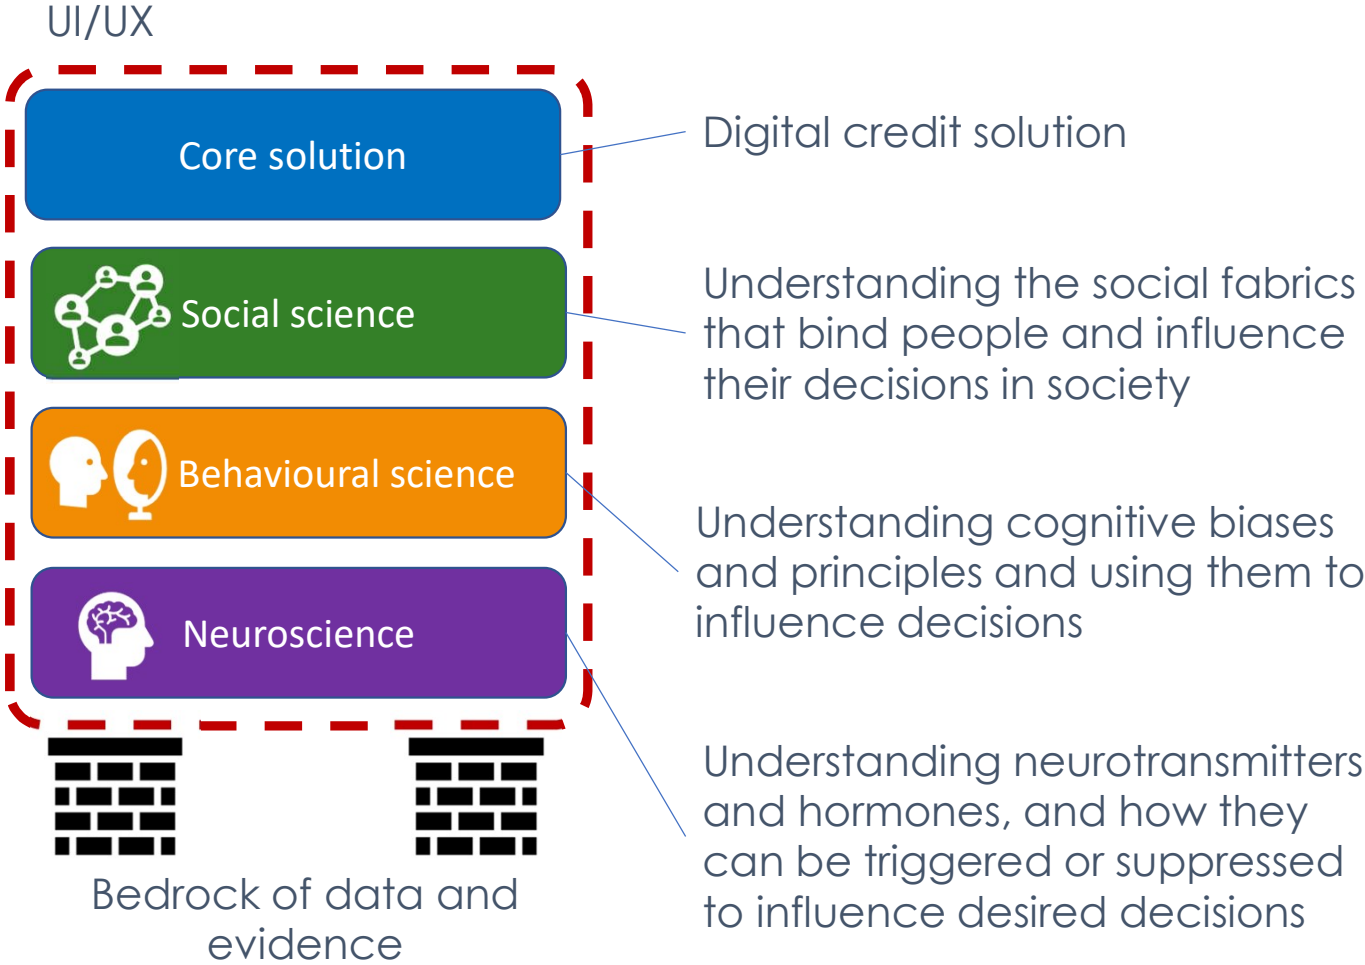 UI/UX
Core solution
Digital credit solution
Social science
Understanding the social fabrics
that bind people and influence
their decisions in society
Behavioural science
Understanding cognitive biases
and principles and using them to
influence decisions
Neuroscience
Understanding neurotransmitters
and hormones, and how they
can be triggered or suppressed
to influence desired decisions
Bedrock of data and
evidence